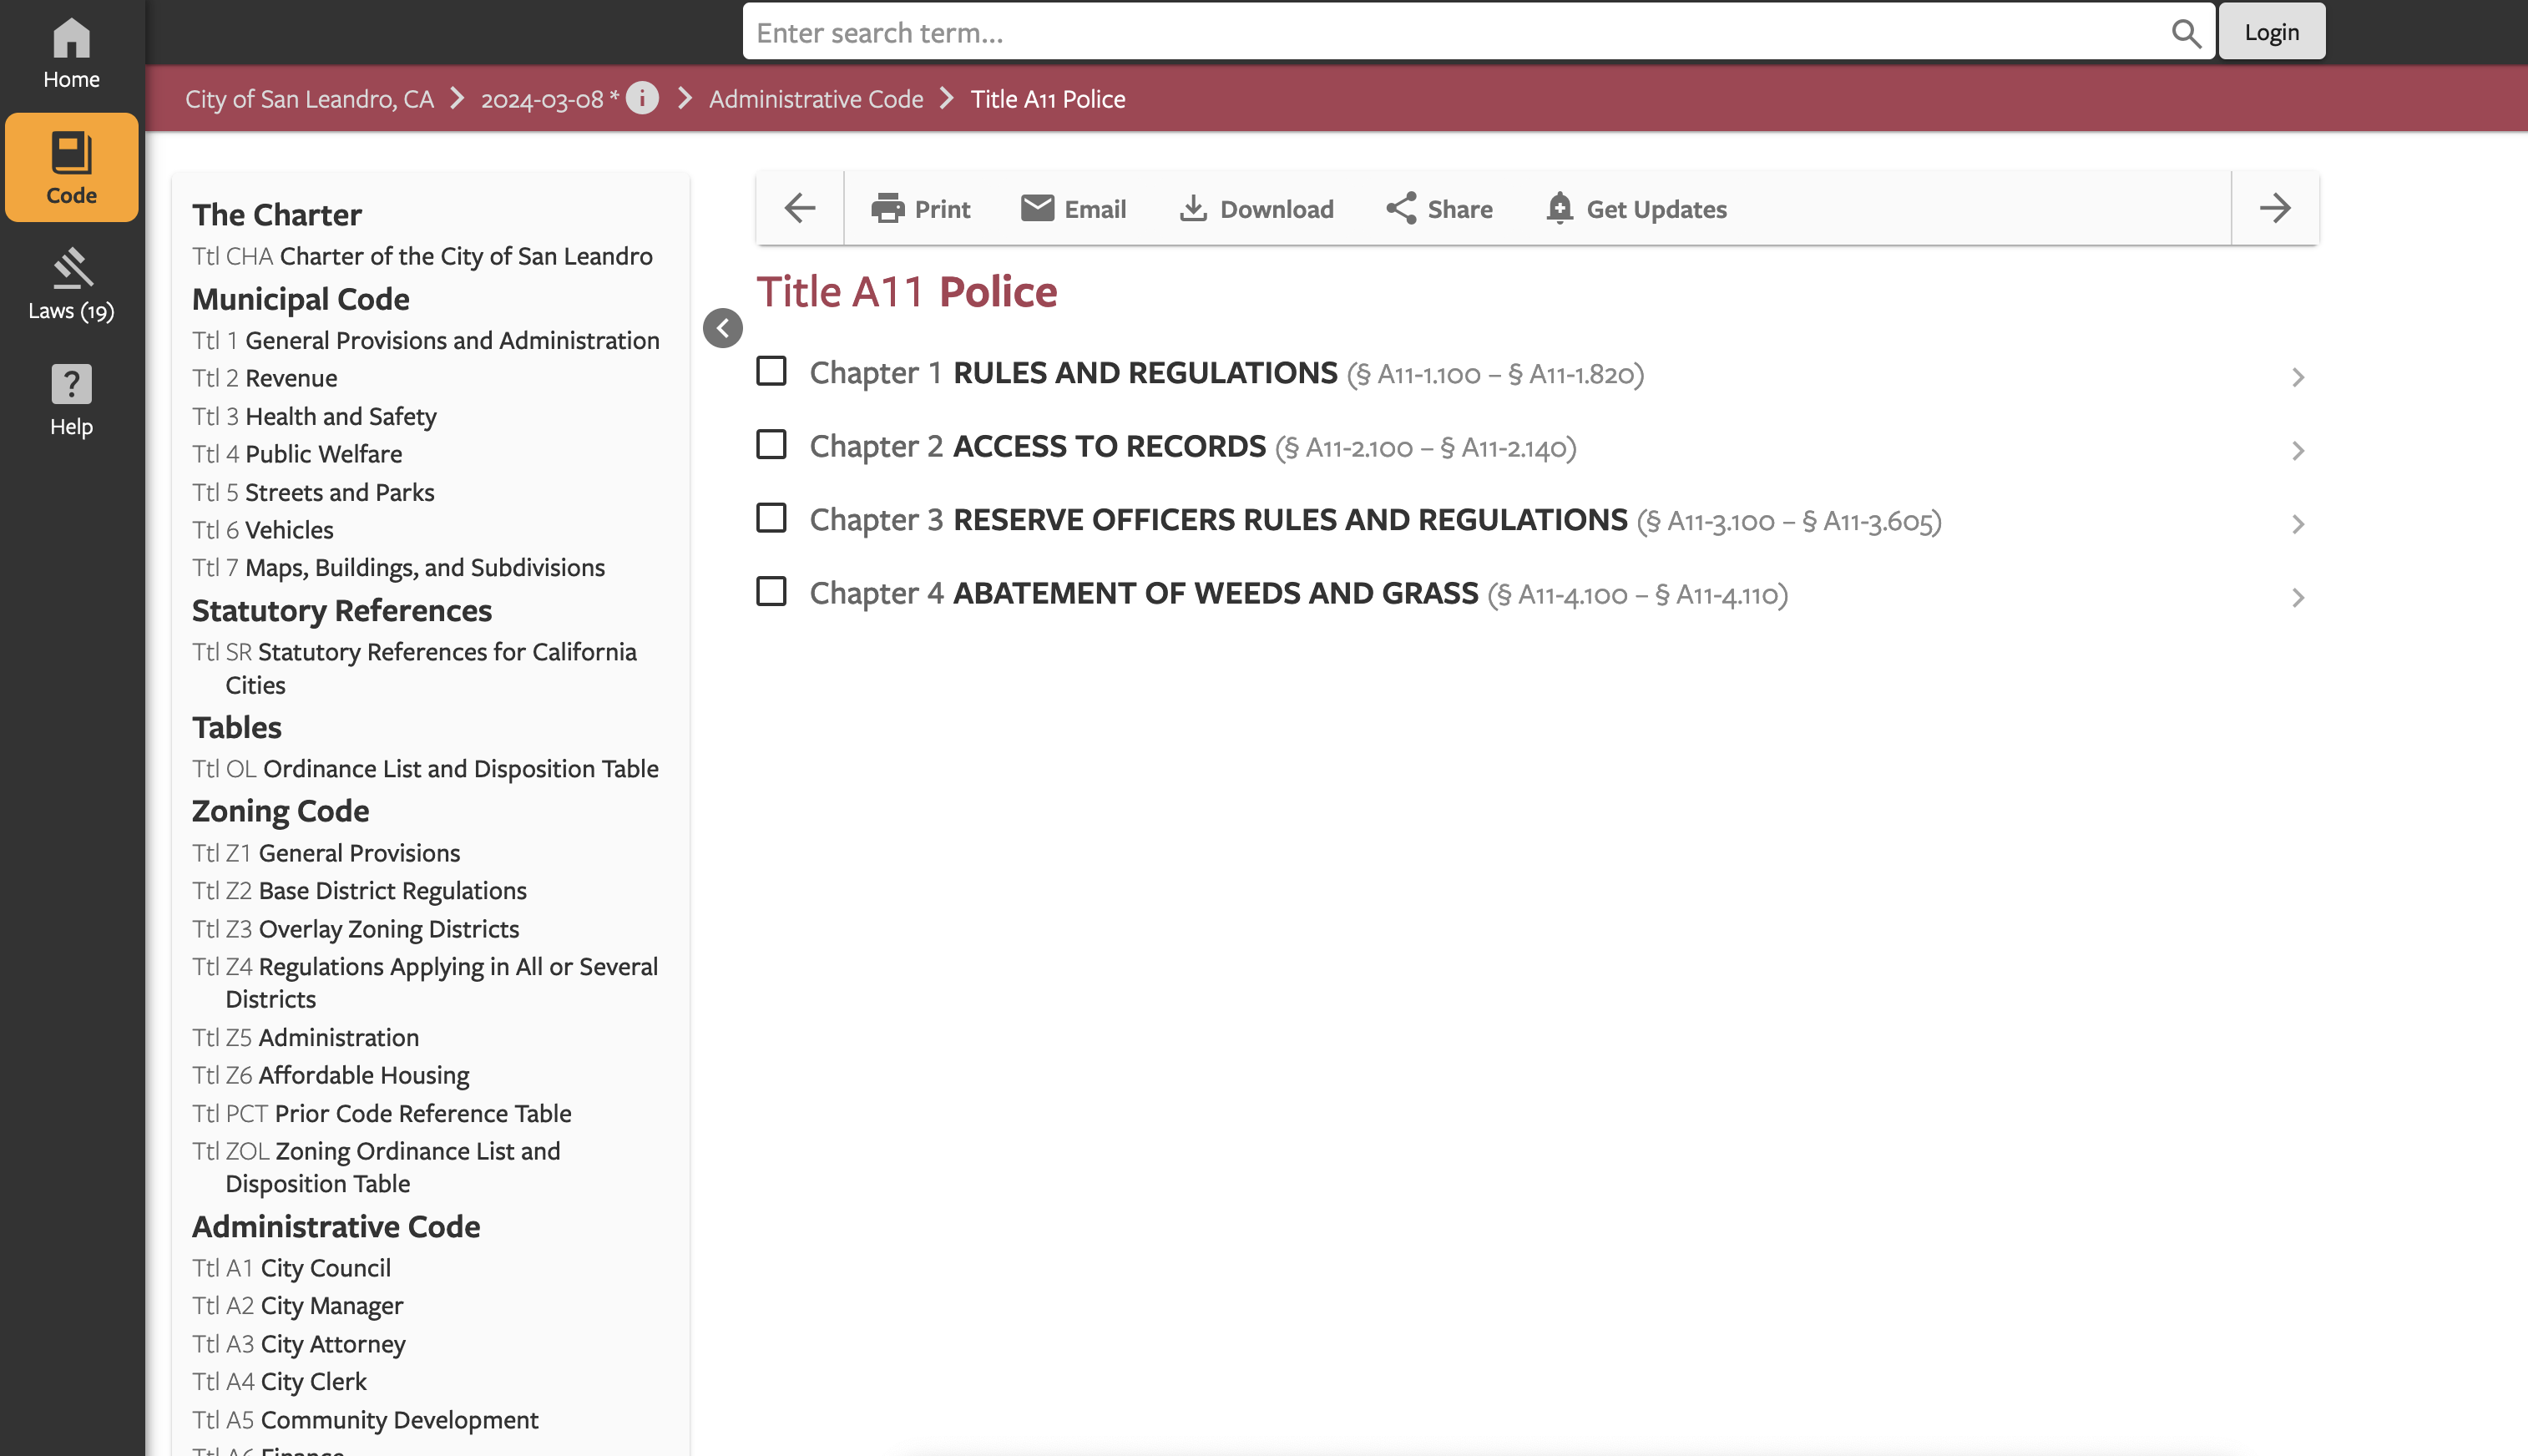 Home
Code
Laws (19)
Help
Enter search term...
Login
City of San Leandro, CA
2024-03-08 *
Administrative Code
Title A11 Police
The Charter
Ttl CHA Charter of the City of San Leandro
Municipal Code
Ttl 1 General Provisions and Administration
Ttl 2 Revenue
Ttl 3 Health and Safety
Ttl 4 Public Welfare
Ttl 5 Streets and Parks
Ttl 6 Vehicles
Ttl 7 Maps, Buildings, and Subdivisions
Statutory References
Ttl SR Statutory References for California
Cities
Tables
Ttl OL Ordinance List and Disposition Table
Zoning Code
Ttl Z1 General Provisions
Ttl Z2 Base District Regulations
Ttl Z3 Overlay Zoning Districts
Ttl Z4 Regulations Applying in All or Several
Districts
Ttl Z5 Administration
Ttl Z6 Affordable Housing
Ttl PCT Prior Code Reference Table
Ttl ZOL Zoning Ordinance List and
Disposition Table
Administrative Code
Ttl A1 City Council
Ttl A2 City Manager
Ttl A3 City Attorney
Ttl A4 City Clerk
Ttl A5 Community Development
Ttl A6 Finance
Print
Email
Download
Share
Get Updates
Title A11 Police
Chapter 1 RULES AND REGULATIONS (§ A11-1.100 – § A11-1.820)
Chapter 2 ACCESS TO RECORDS (§ A11-2.100 – § A11-2.140)
Chapter 3 RESERVE OFFICERS RULES AND REGULATIONS (§ A11-3.100 – § A11-3.605)
Chapter 4 ABATEMENT OF WEEDS AND GRASS (§ A11-4.100 – § A11-4.110)